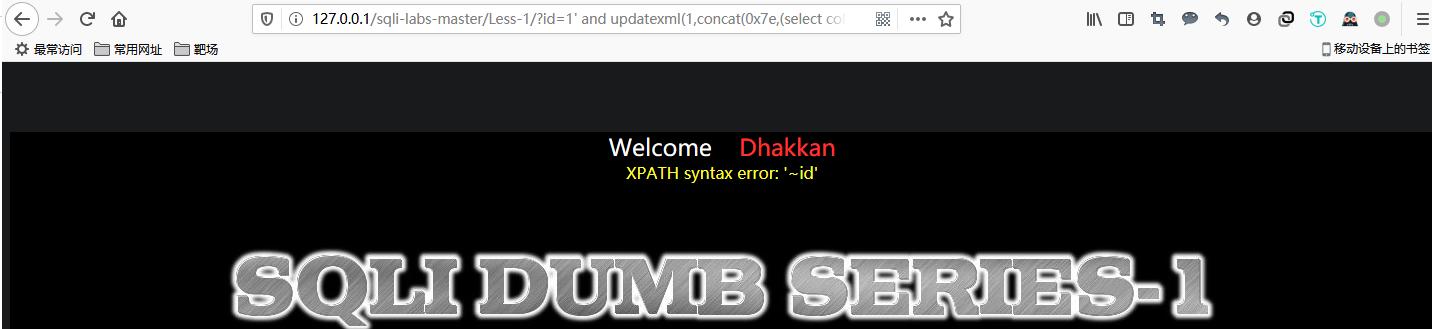 127.0.0.1/sqli-labs-master/Less-1/?id=1' and updatexml(1,concat(0x7e,(select col
最常访问 常用网址 靶场 移动设备上的书签
Welcome Dhakkan
XPATH syntax error: '~id'
SQLI DUMB SERIES-1